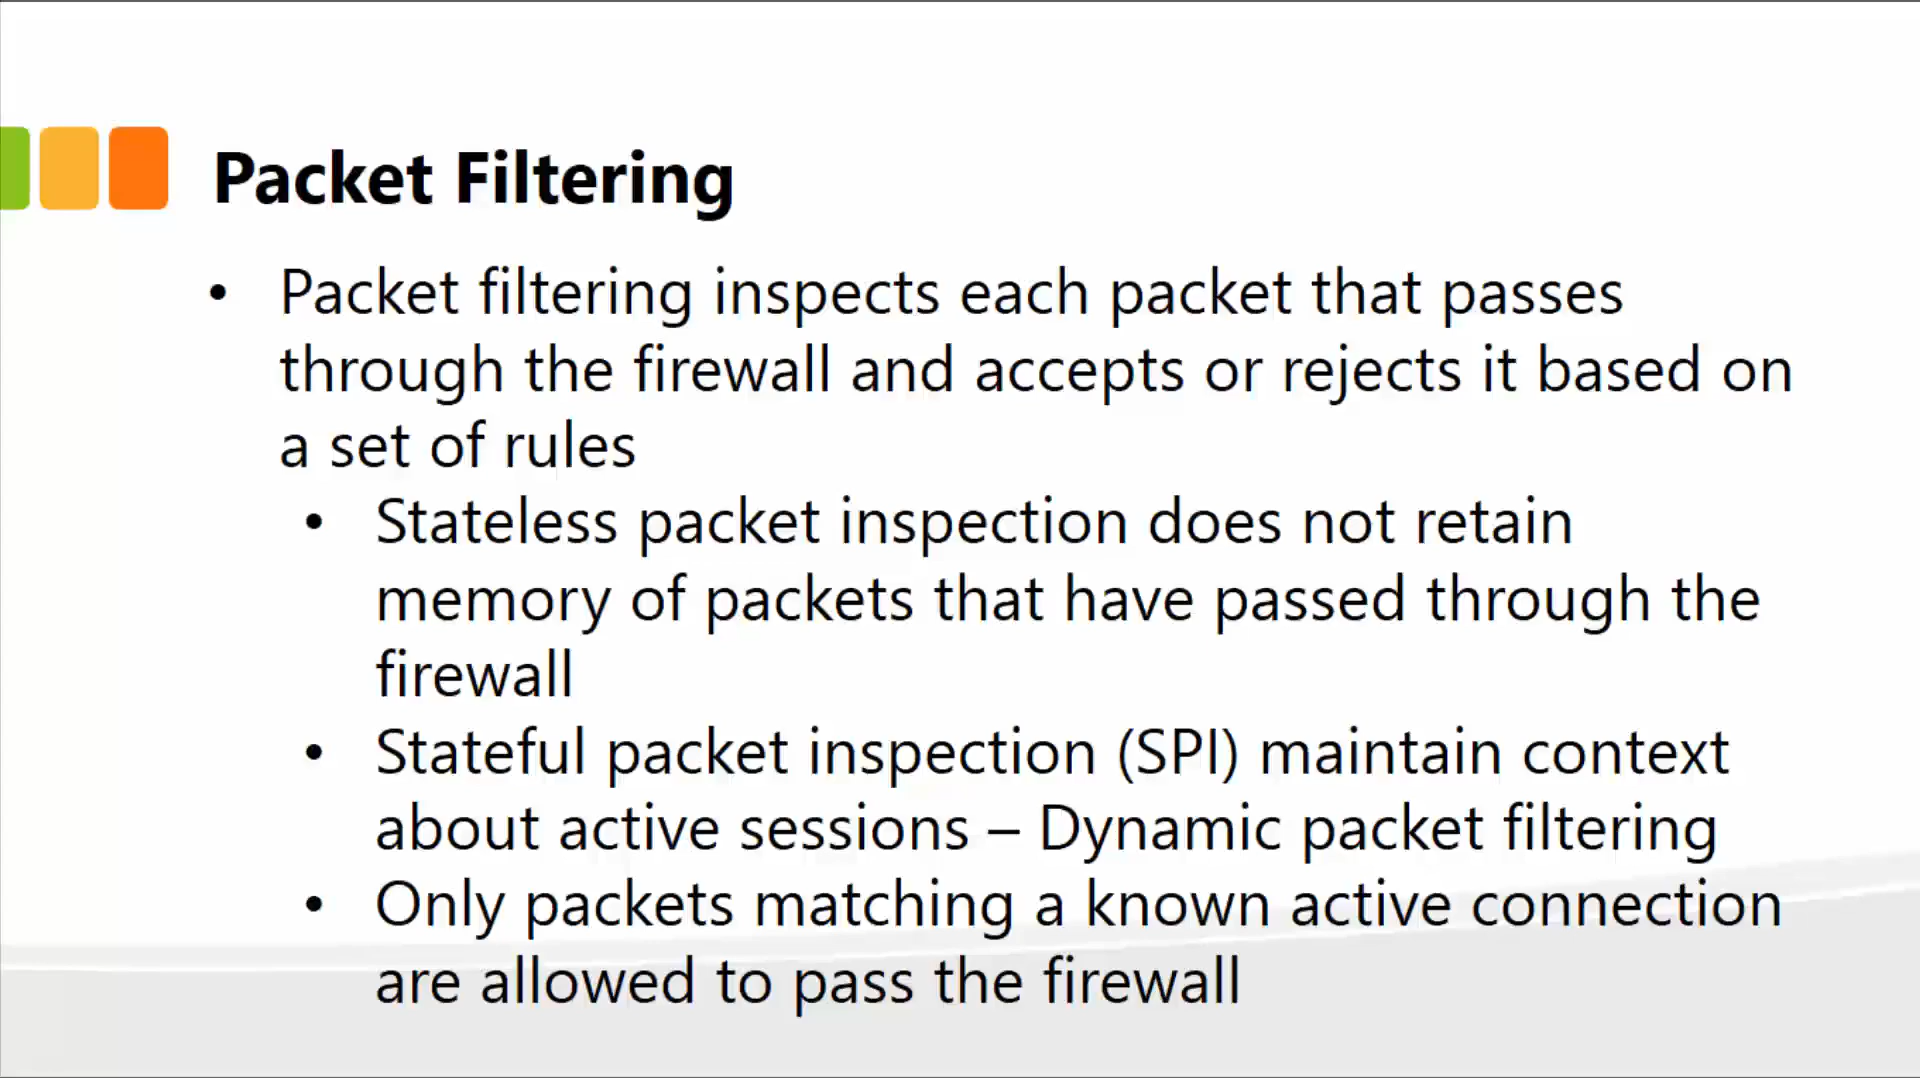 Packet Filtering
• Packet filtering inspects each packet that passes
through the firewall and accepts or rejects it based on
a set of rules
• Stateless packet inspection does not retain
memory of packets that have passed through the
firewall
• Stateful packet inspection (SPI) maintain context
about active sessions – Dynamic packet filtering
• Only packets matching a known active connection
are allowed to pass the firewall